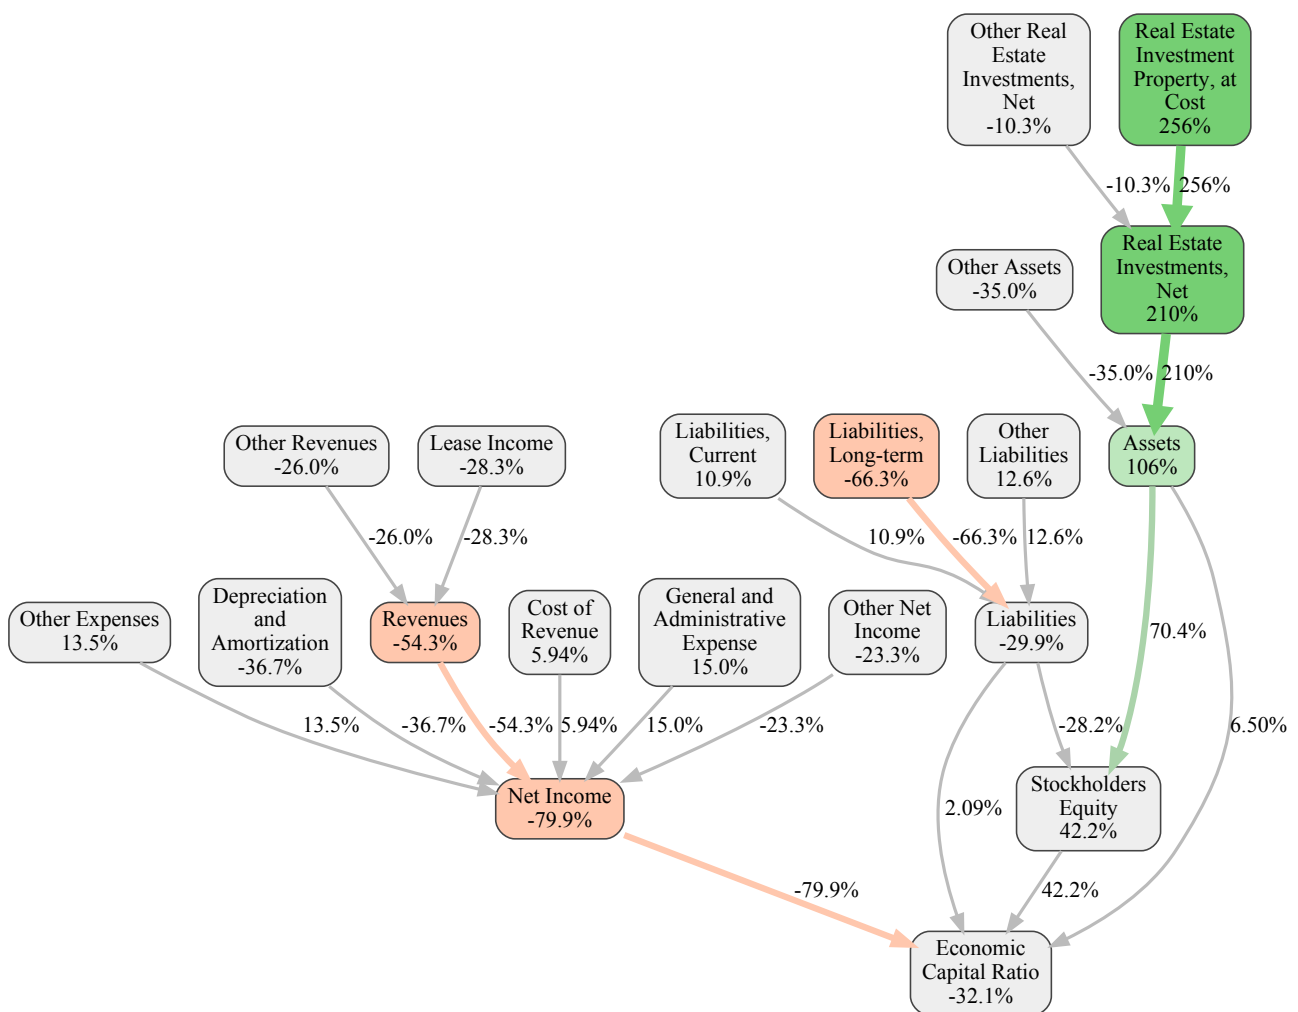 Other Real
Estate
Investments,
Net
-10.3%
Real Estate
Investment
Property, at
Cost
256%
-10.3%
256%
Other Assets
-35.0%
Real Estate
Investments,
Net
210%
-35.0%
210%
Other Revenues
-26.0%
Lease Income
-28.3%
Liabilities,
Current
10.9%
Liabilities,
Long-term
-66.3%
Other
Liabilities
12.6%
Assets
106%
-26.0%
-28.3%
10.9%
-66.3%
12.6%
Other Expenses
13.5%
Depreciation
and
Amortization
-36.7%
Revenues
-54.3%
Cost of
Revenue
5.94%
General and
Administrative
Expense
15.0%
Other Net
Income
-23.3%
Liabilities
-29.9%
70.4%
13.5%
-36.7%
-54.3%
5.94%
15.0%
-23.3%
-28.2%
6.50%
Net Income
-79.9%
Stockholders
Equity
42.2%
2.09%
-79.9%
42.2%
Economic
Capital Ratio
-32.1%